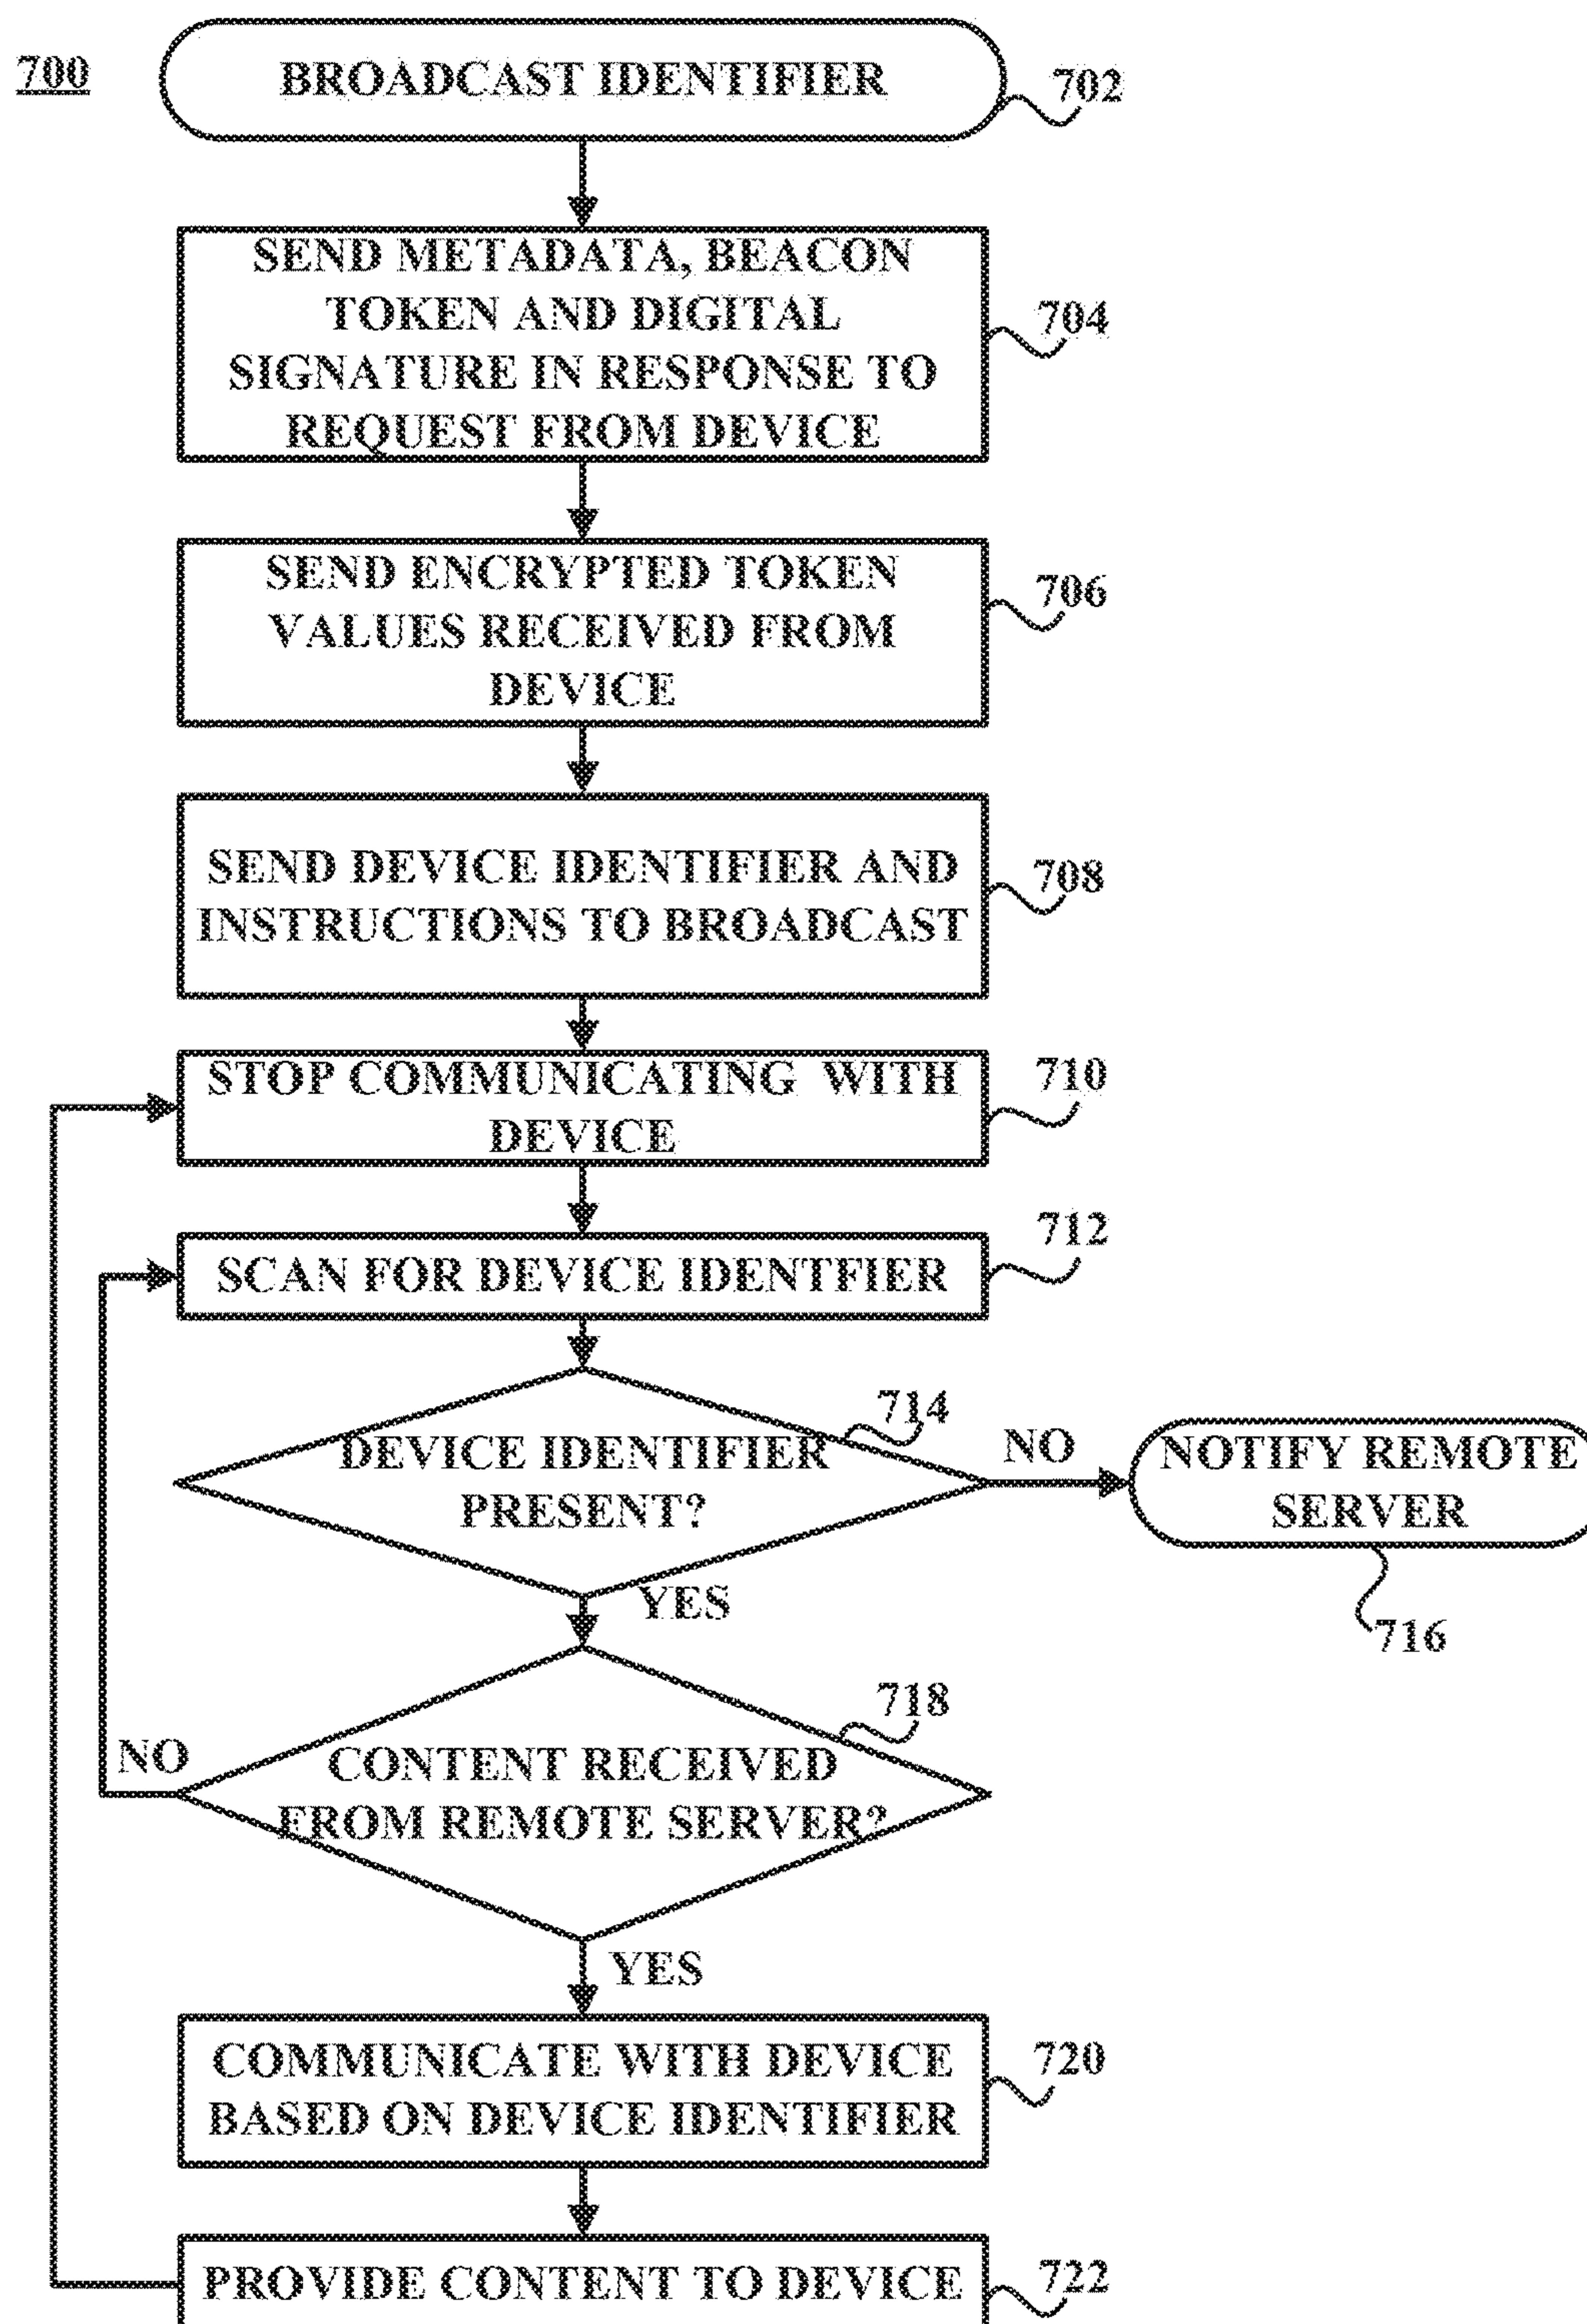 700
BROADCAST IDENTIFIER
702
SEND METADATA, BEACON
TOKEN AND DIGITAL
SIGNATURE IN RESPONSE TO
REQUEST FROM DEVICE
704
SEND ENCRYPTED TOKEN
VALUES RECEIVED FROM
DEVICE
706
SEND DEVICE IDENTIFIER AND
INSTRUCTIONS TO BROADCAST
708
STOP COMMUNICATING WITH
DEVICE
710
SCAN FOR DEVICE IDENTFIER
712
DEVICE IDENTIFIER
PRESENT?
714
NO
NOTIFY REMOTE
SERVER
716
YES
CONTENT RECEIVED
FROM REMOTE SERVER?
718
NO
YES
COMMUNICATE WITH DEVICE
BASED ON DEVICE IDENTIFIER
720
PROVIDE CONTENT TO DEVICE
722